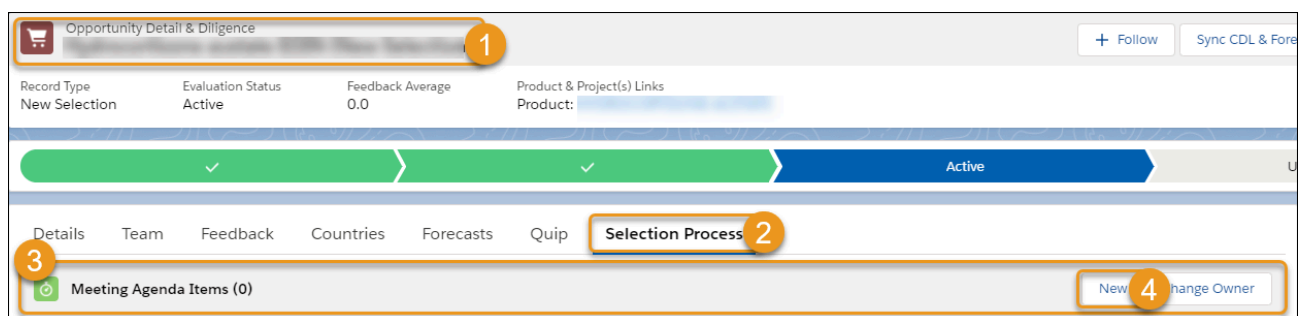 Opportunity Detail & Diligence
1
+ Follow
Sync CDL & Fore
Record Type
Evaluation Status
Feedback Average
Product & Project(s) Links
New Selection
Active
0.0
Product:
Active
U
Details
Team
Feedback
Countries
Forecasts
Quip
Selection Process
2
3
Meeting Agenda Items (0)
New
4
hange Owner